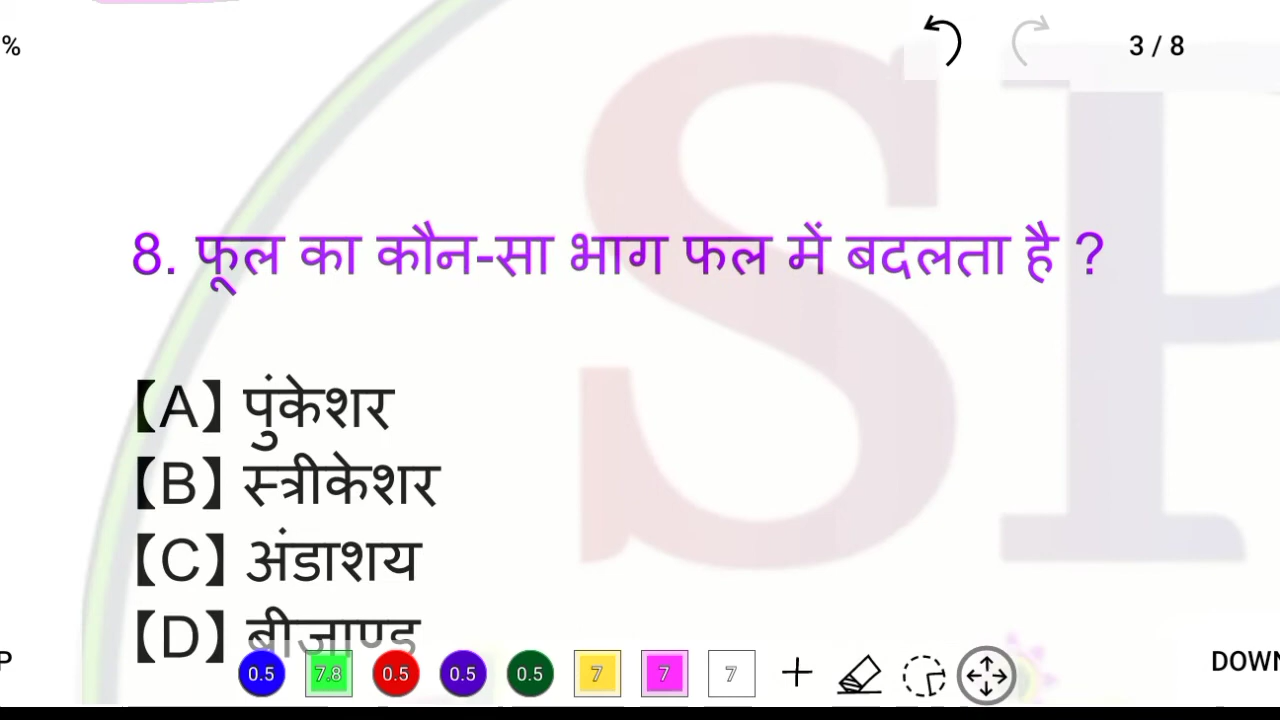 %
3 / 8
8. फूल का कौन-सा भाग फल में बदलता है ?
【A】 पुंकेशर
【B】 स्त्रीकेशर
【C】 अंडाशय
【D】 बीजाण्ड
P
0.5 7.8 0.5 0.5 0.5 7 7 7
DOWN
SP